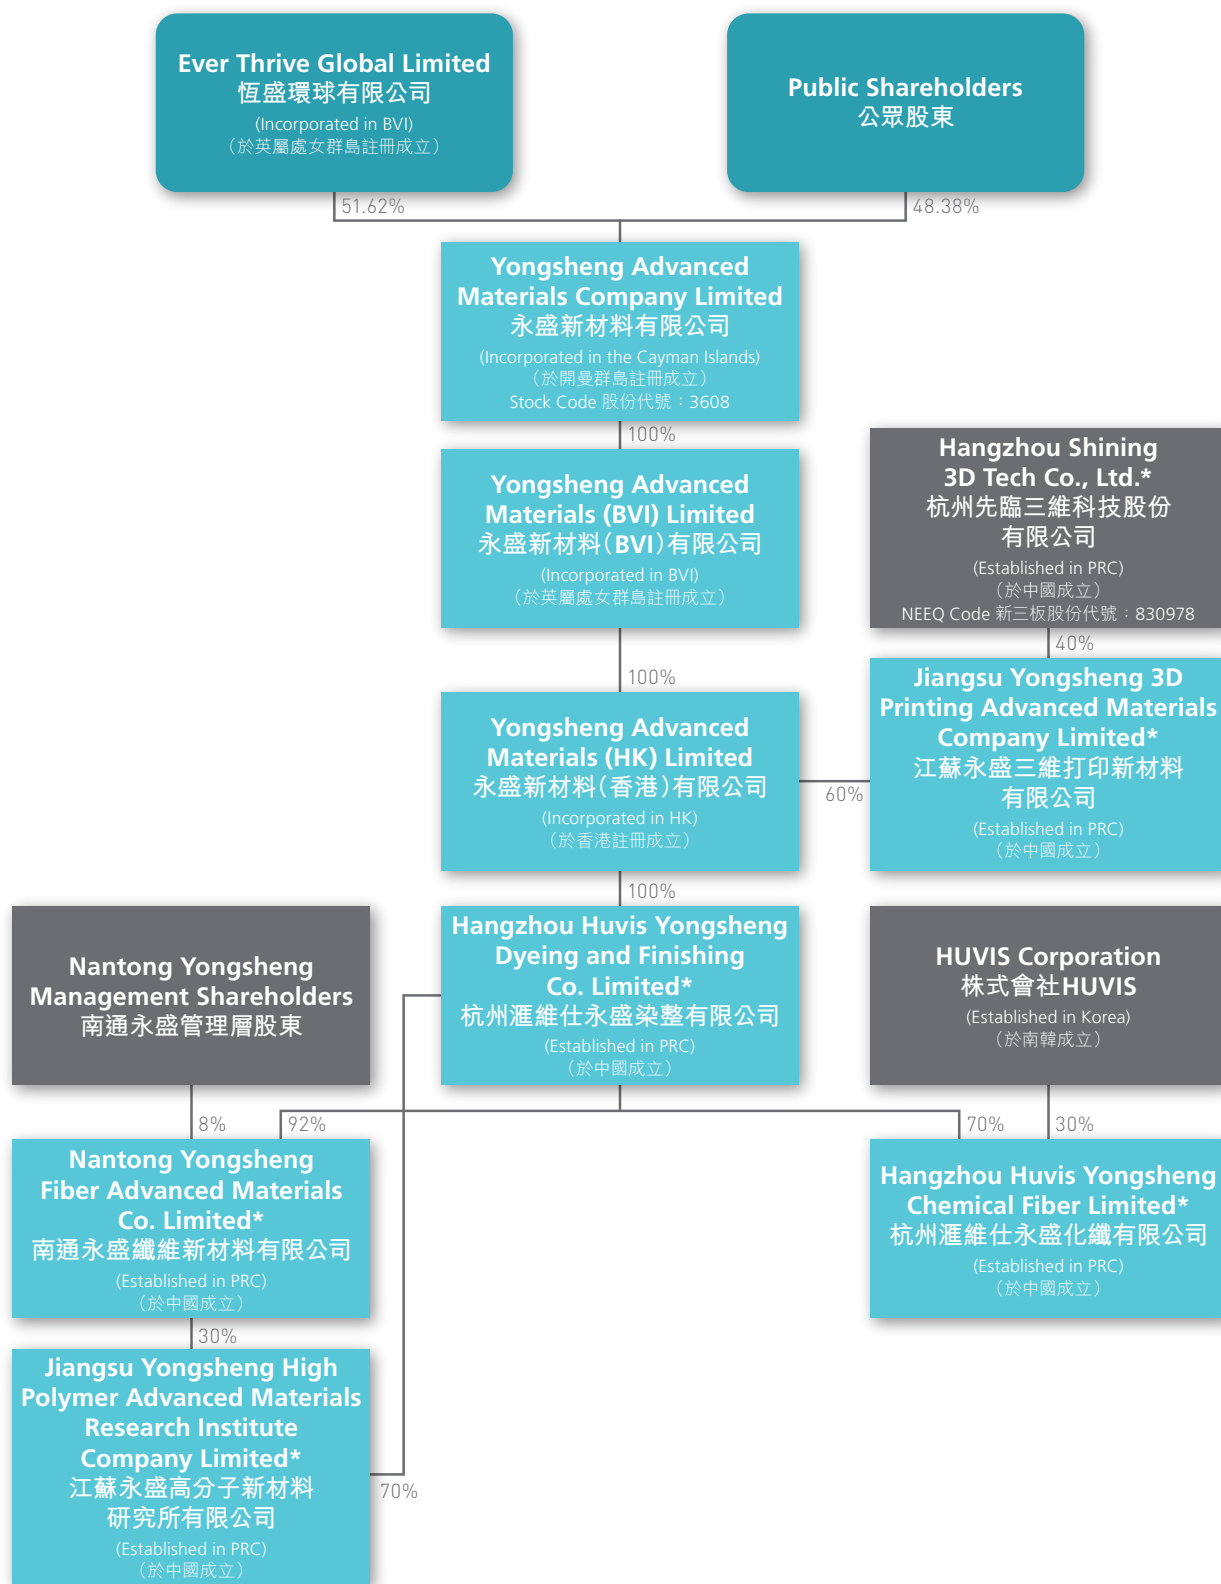 Ever Thrive Global Limited
恆盛環球有限公司
(Incorporated in BVI)
（於英屬處女群島註冊成立）
Public Shareholders
公眾股東
51.62%
48.38%
Yongsheng Advanced
Materials Company Limited
永盛新材料有限公司
(Incorporated in the Cayman Islands)
（於開曼群島註冊成立）
Stock Code 股份代號：3608
100%
Yongsheng Advanced
Materials (BVI) Limited
永盛新材料（BVI）有限公司
(Incorporated in BVI)
（於英屬處女群島註冊成立）
Hangzhou Shining
3D Tech Co., Ltd.*
杭州先臨三維科技股份
有限公司
(Established in PRC)
（於中國成立）
NEEQ Code 新三板股份代號：830978
100%
40%
Yongsheng Advanced
Materials (HK) Limited
永盛新材料（香港）有限公司
(Incorporated in HK)
（於香港註冊成立）
60%
Jiangsu Yongsheng 3D
Printing Advanced Materials
Company Limited*
江蘇永盛三維打印新材料
有限公司
(Established in PRC)
（於中國成立）
100%
Nantong Yongsheng
Management Shareholders
南通永盛管理層股東
Hangzhou Huvis Yongsheng
Dyeing and Finishing
Co. Limited*
杭州滙維仕永盛染整有限公司
(Established in PRC)
（於中國成立）
HUVIS Corporation
株式會社HUVIS
(Established in Korea)
（於南韓成立）
8%
92%
70%
30%
Nantong Yongsheng
Fiber Advanced Materials
Co. Limited*
南通永盛纖維新材料有限公司
(Established in PRC)
（於中國成立）
Hangzhou Huvis Yongsheng
Chemical Fiber Limited*
杭州滙維仕永盛化纖有限公司
(Established in PRC)
（於中國成立）
30%
Jiangsu Yongsheng High
Polymer Advanced Materials
Research Institute
Company Limited*
江蘇永盛高分子新材料
研究所有限公司
(Established in PRC)
（於中國成立）
70%